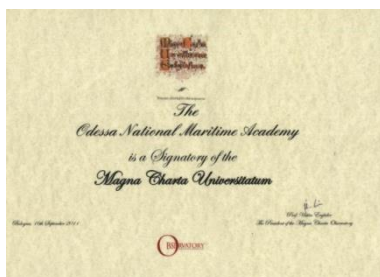 The
Odessa National Maritime Academy
is a Signatory of the
Magna Charta Universitatum
Bologna, September 2011
The President of the Magna Charta Observatory
OBSERVATORY